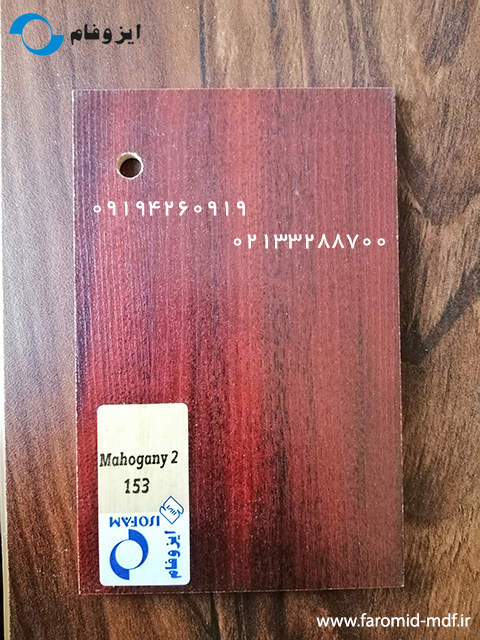 ایزوفام
۰۹۱۹۴۲۶۰۹۱۹
۰۲۱۳۳۲۸۸۷۰۰
Mahogany 2
153
ISOFAM
ایزوفام
www.faromid-mdf.ir